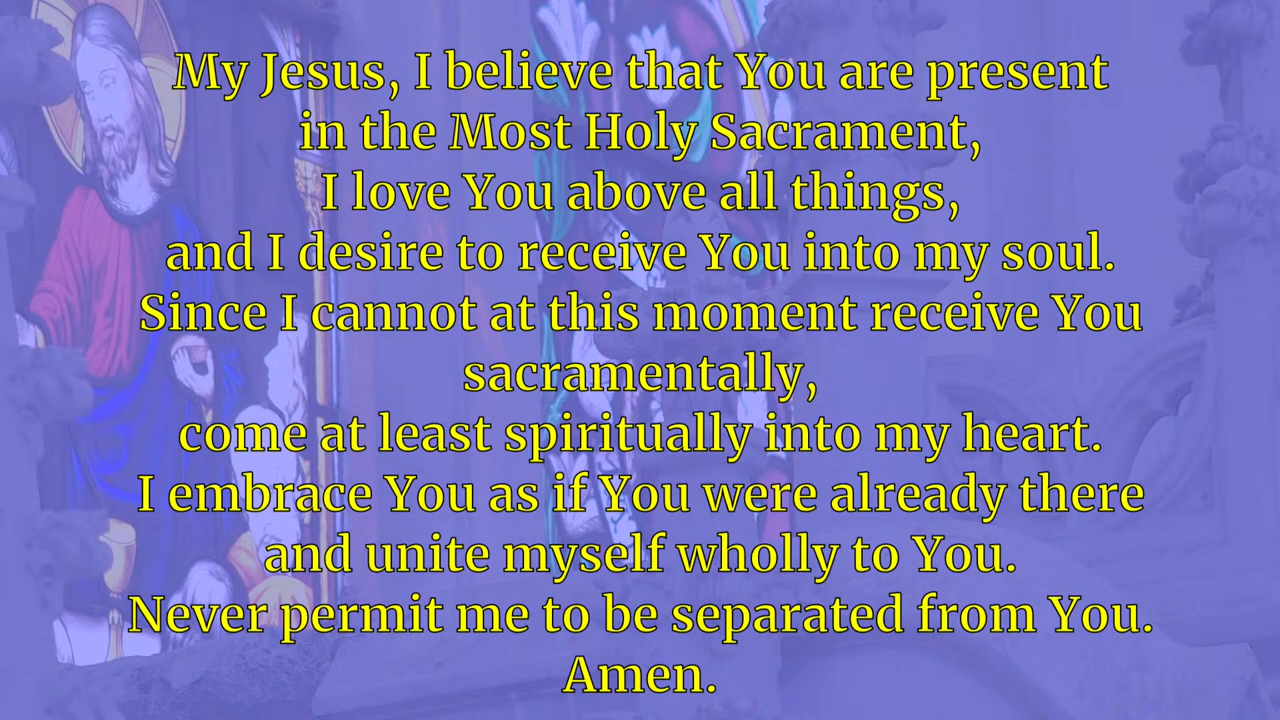 My Jesus, I believe that You are present
in the Most Holy Sacrament,
I love You above all things,
and I desire to receive You into my soul.
Since I cannot at this moment receive You
sacramentally,
come at least spiritually into my heart.
I embrace You as if You were already there
and unite myself wholly to You.
Never permit me to be separated from You.
Amen.